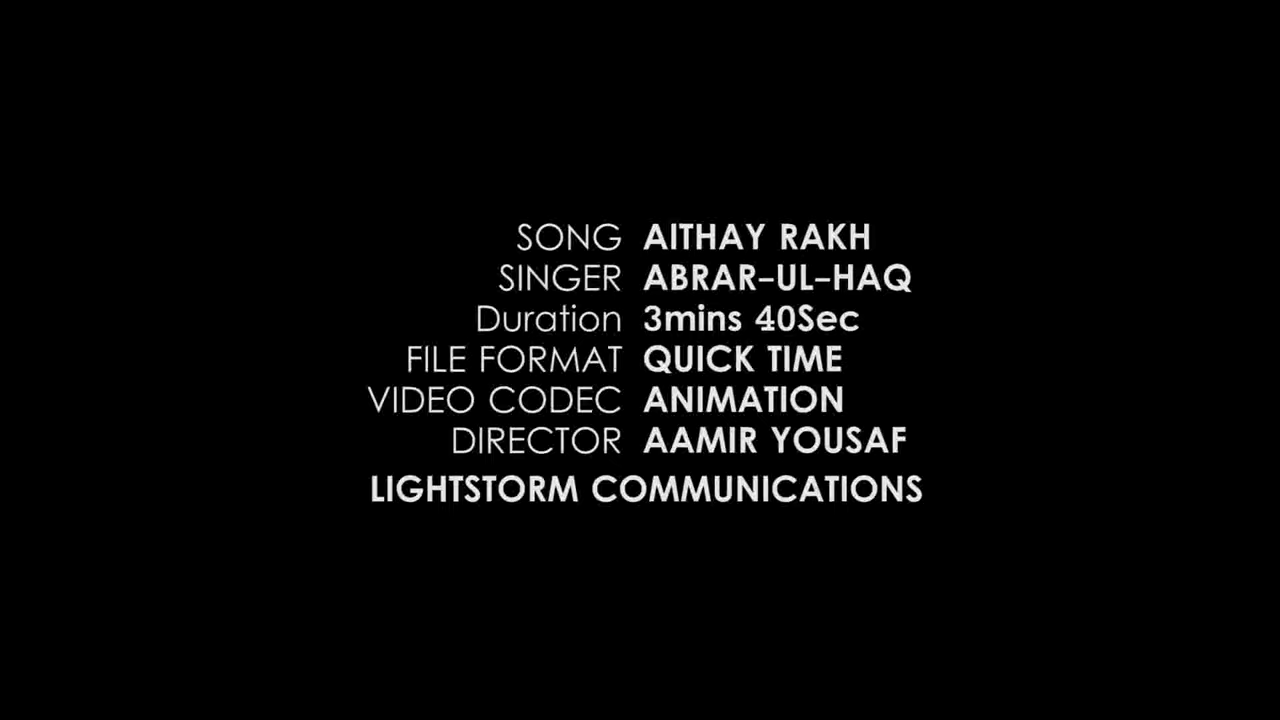 SONG AITHAY RAKH
SINGER ABRAR-UL-HAQ
Duration 3mins 40Sec
FILE FORMAT QUICK TIME
VIDEO CODEC ANIMATION
DIRECTOR AAMIR YOUSAF
LIGHTSTORM COMMUNICATIONS